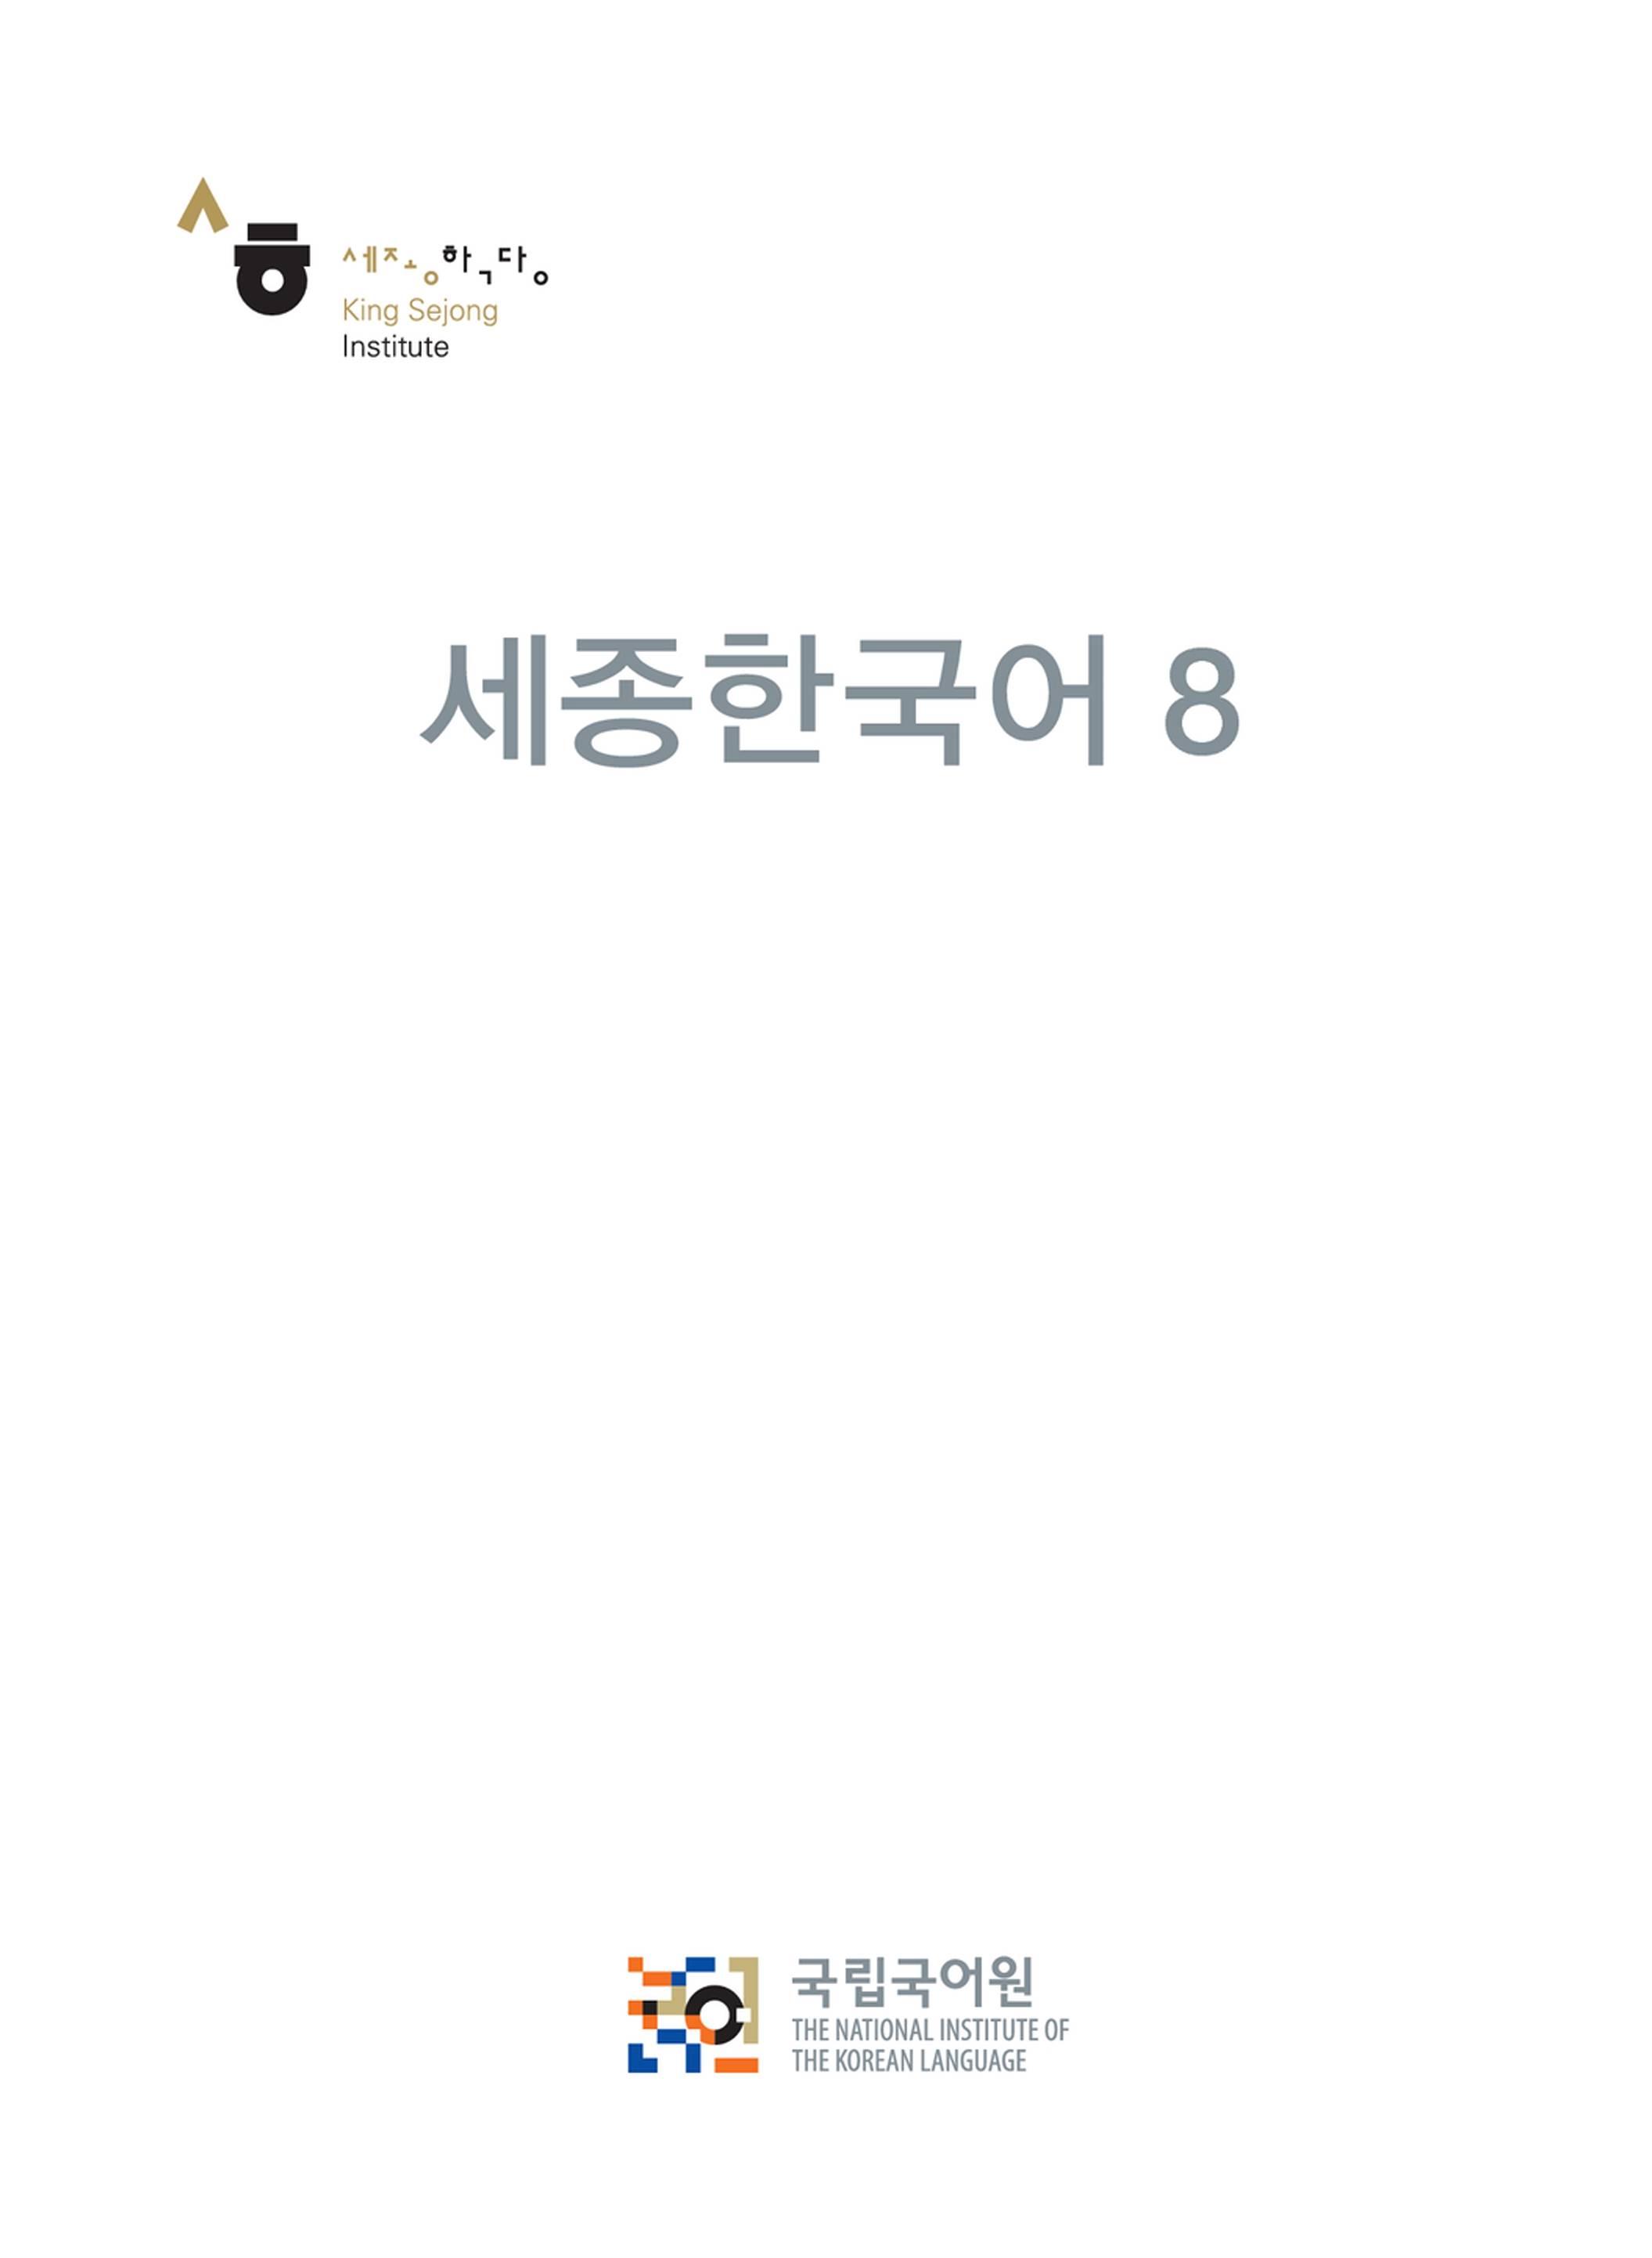 세종학당
King Sejong
Institute
세종한국어 8
국립국어원
THE NATIONAL INSTITUTE OF
THE KOREAN LANGUAGE